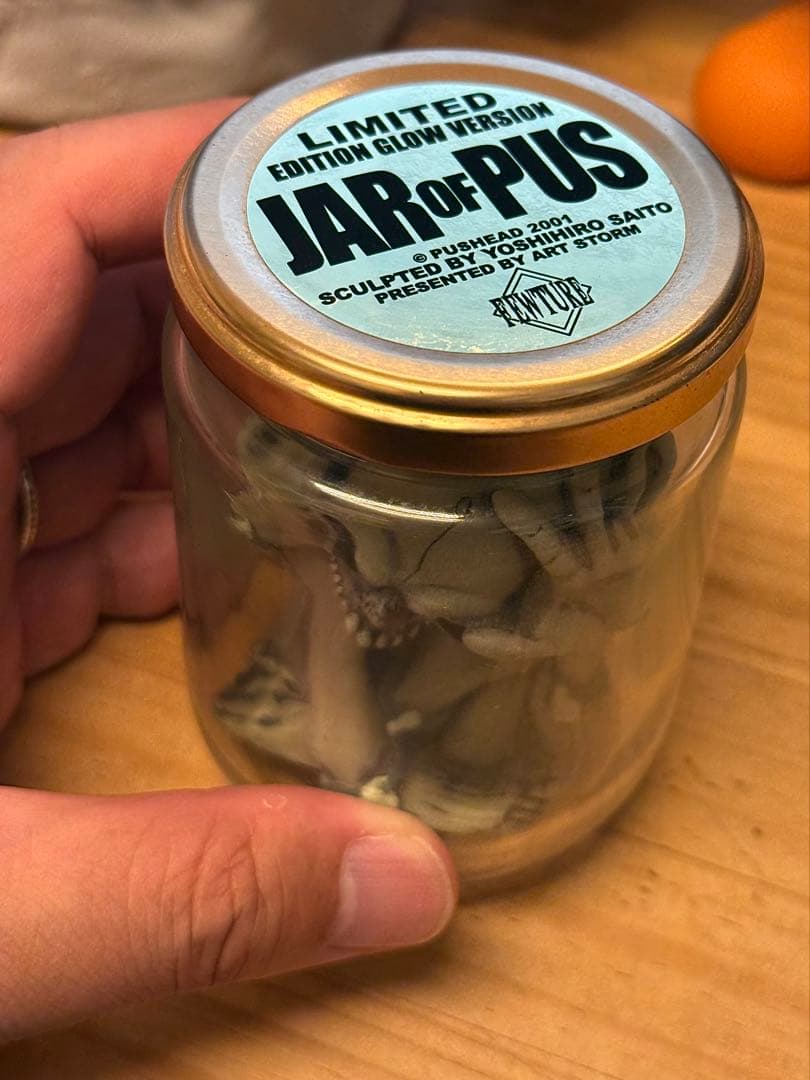 LIMITED
EDITION GLOW VERSION
JAR OF PUS
© PUSHEAD 2001
SCULPTED BY YOSHIHIRO SAITO
PRESENTED BY ART STORM
FEWTURE